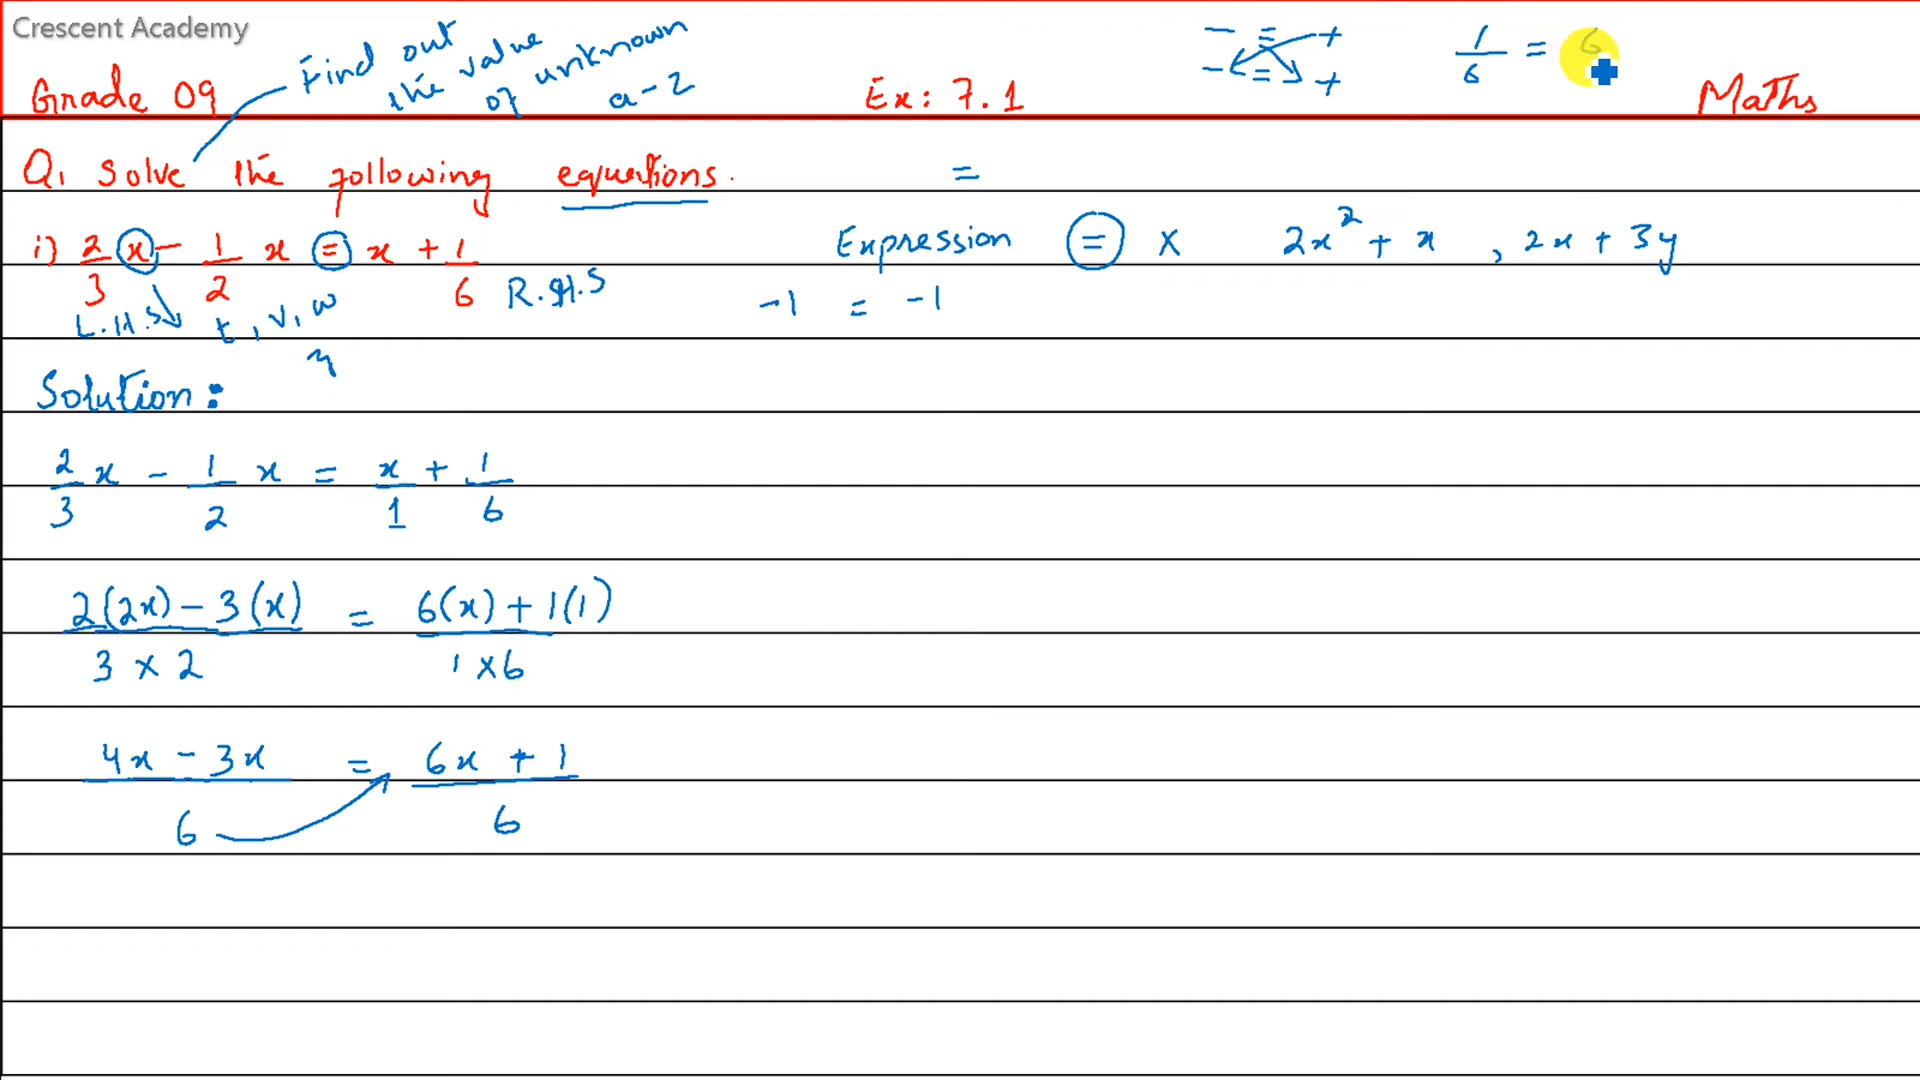 Crescent Academy
Find out the value of unknown a-z
- = +
- = +
1/6 = 6
Grade 09 Ex: 7.1 Maths
Q1 Solve the following equations. =
i) 2/3 x - 1/2 x = x + 1/6
L.H.S R.H.S
t, v, w
y
Expression = × 2x² + x , 2x + 3y
-1 = -1
Solution:
2/3 x - 1/2 x = x/1 + 1/6
2(2x) - 3(x) / 3 × 2 = 6(x) + 1(1) / 1 × 6
4x - 3x / 6 = 6x + 1 / 6